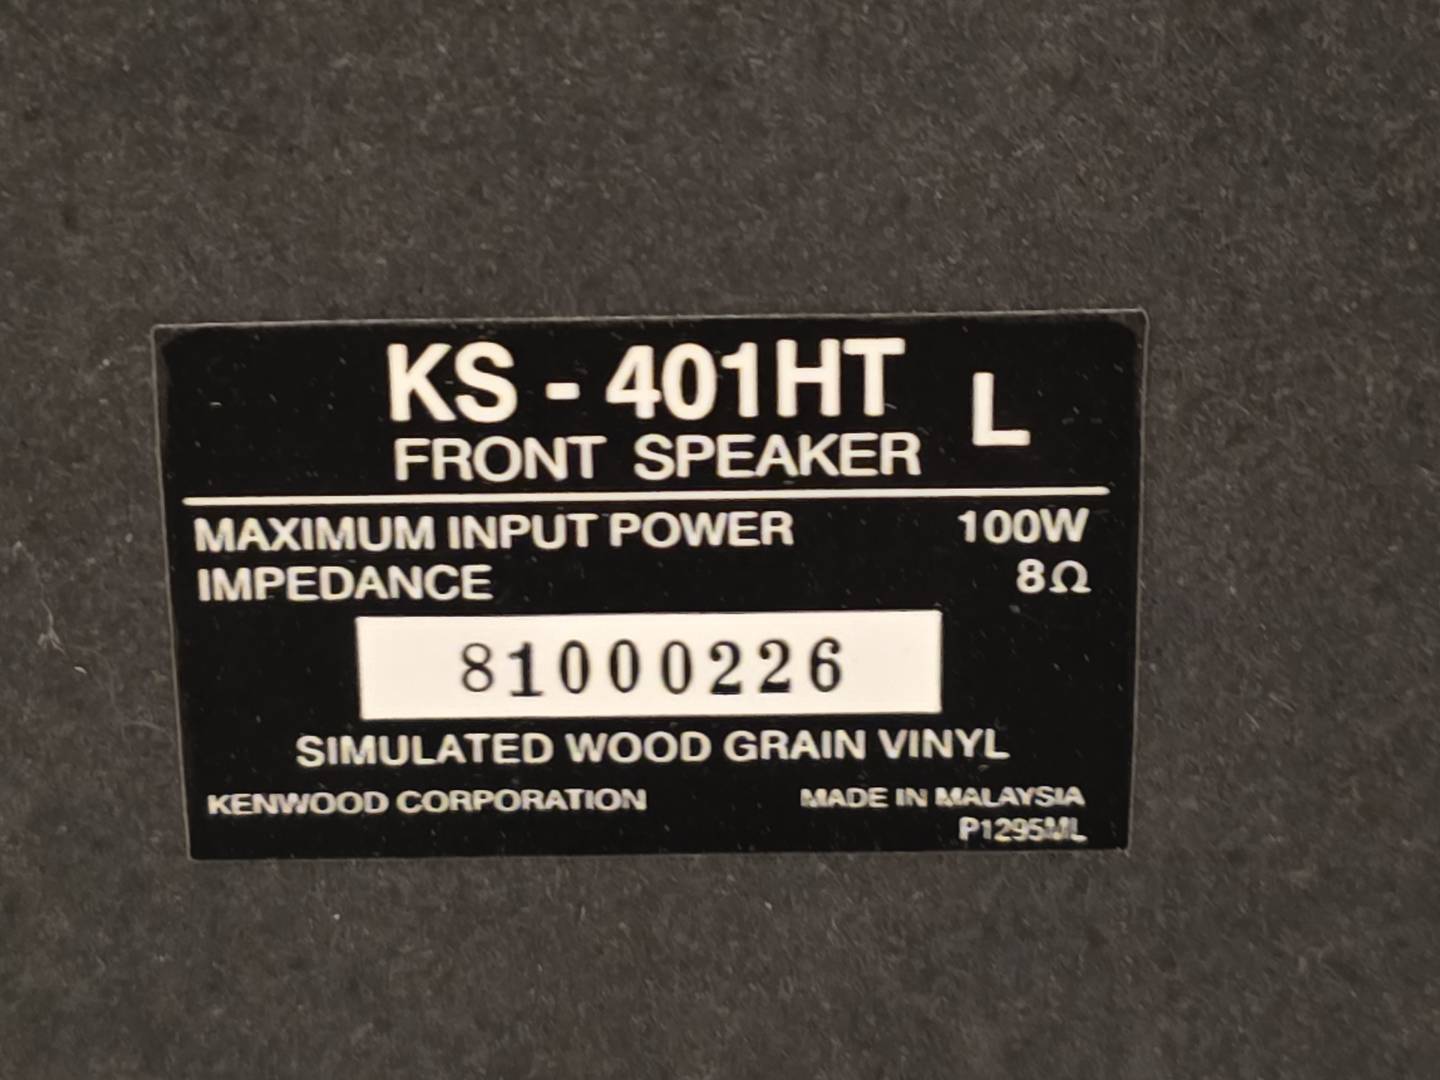 KS - 401HT L
FRONT SPEAKER
MAXIMUM INPUT POWER 100W
IMPEDANCE 8Ω
81000226
SIMULATED WOOD GRAIN VINYL
KENWOOD CORPORATION MADE IN MALAYSIA
P1295ML